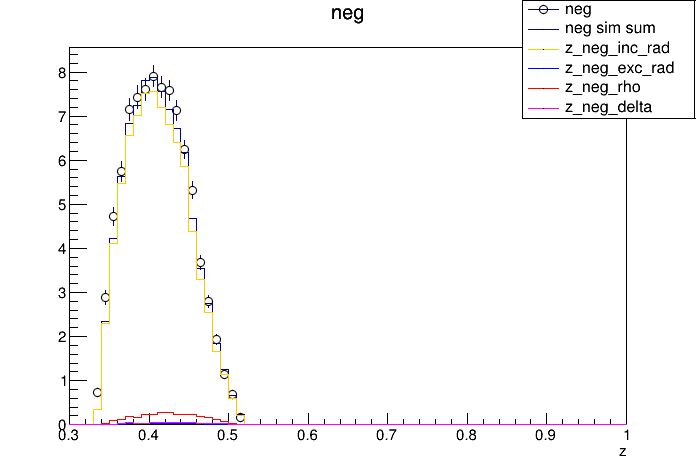 neg
neg
neg sim sum
z_neg_inc_rad
z_neg_exc_rad
z_neg_rho
z_neg_delta
8
7
6
5
4
3
2
1
0
0.3 0.4 0.5 0.6 0.7 0.8 0.9 1
z